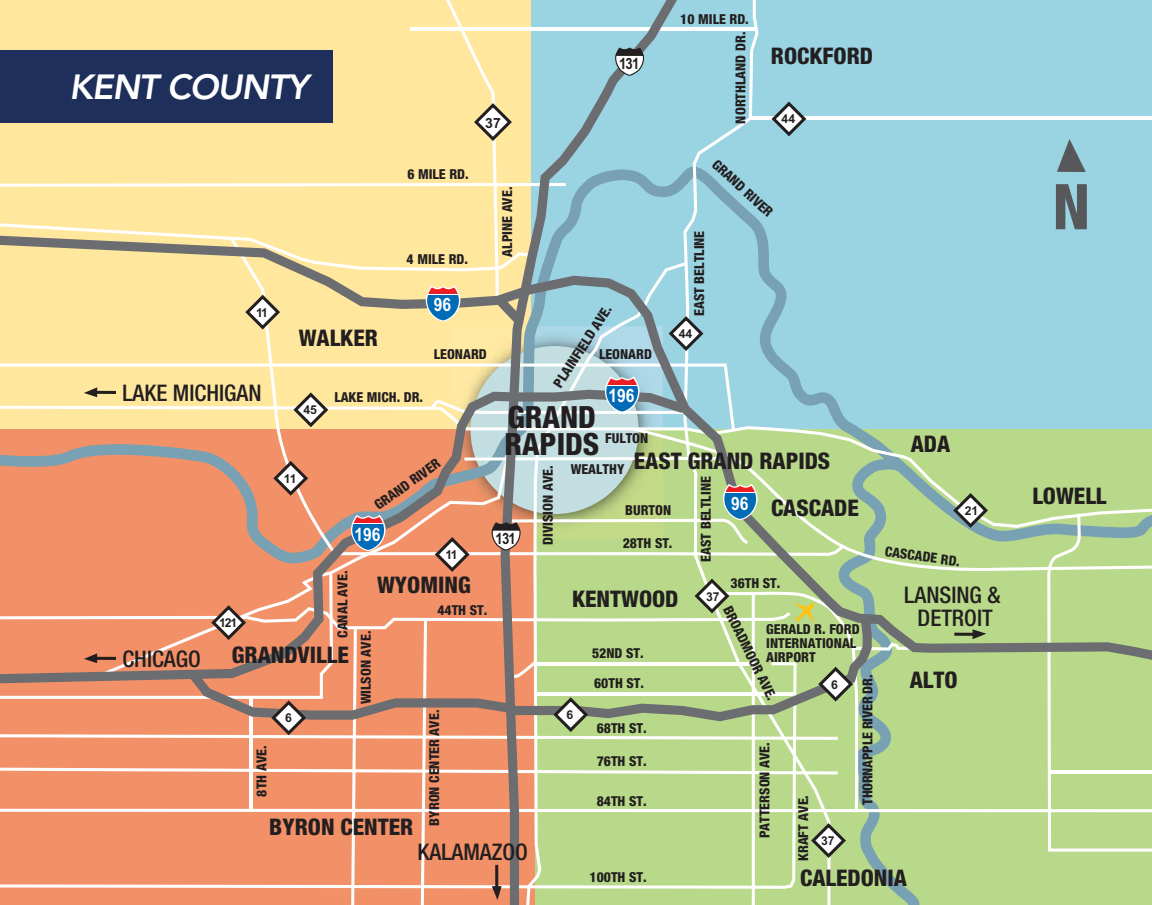 10 MILE RD.
131
NORTHLAND DR.
ROCKFORD
KENT COUNTY
37
44
6 MILE RD.
GRAND RIVER
N
ALPINE AVE.
4 MILE RD.
EAST BELTLINE
96
11
WALKER
PLAINFIELD AVE.
44
LEONARD
LEONARD
LAKE MICHIGAN
45
LAKE MICH. DR.
196
GRAND
RAPIDS
FULTON
WEALTHY
EAST GRAND RAPIDS
ADA
GRAND RIVER
11
DIVISION AVE.
EAST BELTLINE
96
CASCADE
LOWELL
21
BURTON
196
131
28TH ST.
11
CASCADE RD.
WYOMING
CANAL AVE.
44TH ST.
KENTWOOD
37
36TH ST.
LANSING &
DETROIT
121
BROADMOOR AVE.
GERALD R. FORD
INTERNATIONAL
AIRPORT
CHICAGO
GRANDVILLE
WILSON AVE.
52ND ST.
60TH ST.
6
ALTO
6
6
68TH ST.
THORNAPPLE RIVER DR.
8TH AVE.
BYRON CENTER AVE.
76TH ST.
PATTERSON AVE.
84TH ST.
KRAFT AVE.
BYRON CENTER
37
KALAMAZOO
100TH ST.
CALEDONIA